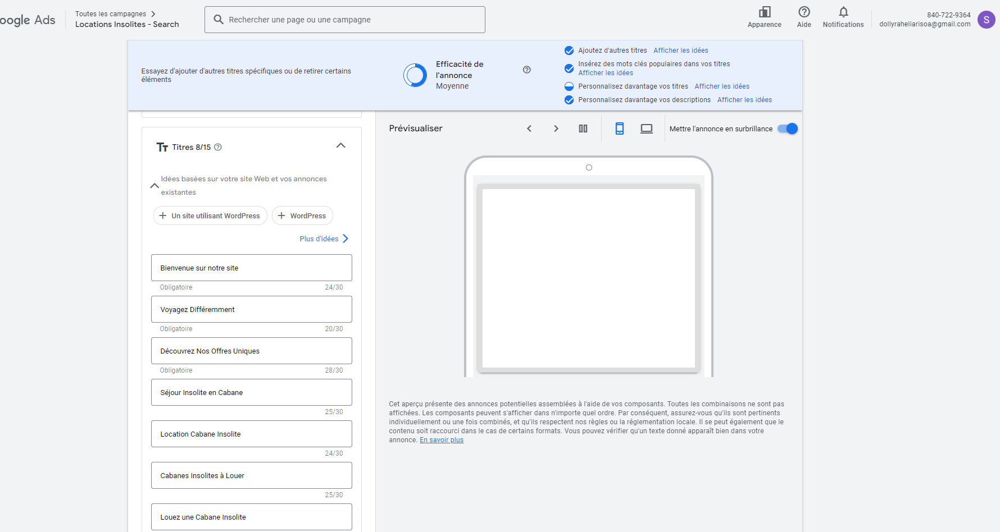 oogle Ads
Toutes les campagnes
Locations Insolites - Search
Rechercher une page ou une campagne
Apparence
Aide
Notifications
840-722-9364
dollyraheliarisoa@gmail.com
S
Essayez d'ajouter d'autres titres spécifiques ou de retirer certains
éléments
Efficacité de
l'annonce
Moyenne
Ajoutez d'autres titres Afficher les idées
Insérez des mots clés populaires dans vos titres
Afficher les idées
Personnalisez davantage vos titres Afficher les idées
Personnalisez davantage vos descriptions Afficher les idées
Titres 8/15
Idées basées sur votre site Web et vos annonces
existantes
Un site utilisant WordPress
WordPress
Plus d'idées
Bienvenue sur notre site
Obligatoire 24/30
Voyagez Différemment
Obligatoire 20/30
Découvrez Nos Offres Uniques
Obligatoire 28/30
Séjour Insolite en Cabane
25/30
Location Cabane Insolite
24/30
Cabanes Insolites à Louer
25/30
Louez une Cabane Insolite
Prévisualiser
Mettre l'annonce en surbrillance
Cet aperçu présente des annonces potentielles assemblées à l'aide de vos composants. Toutes les combinaisons ne sont pas
affichées. Les composants peuvent s'afficher dans n'importe quel ordre. Par conséquent, assurez-vous qu'ils sont pertinents
individuellement ou une fois combinés, et qu'ils respectent nos règles ou la réglementation locale. Il se peut également que le
contenu soit raccourci dans le cas de certains formats. Vous pouvez vérifier qu'un texte donné apparaît bien dans votre
annonce. En savoir plus